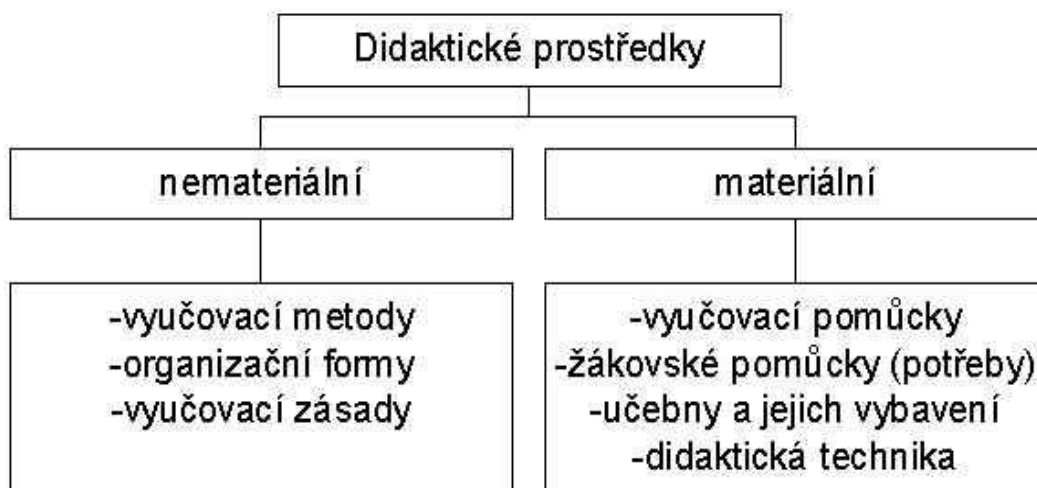 Didaktické prostředky
nemateriální
materiální
-vyučovací metody
-organizační formy
-vyučovací zásady
-vyučovací pomůcky
-žákovské pomůcky (potřeby)
-učebny a jejich vybavení
-didaktická technika